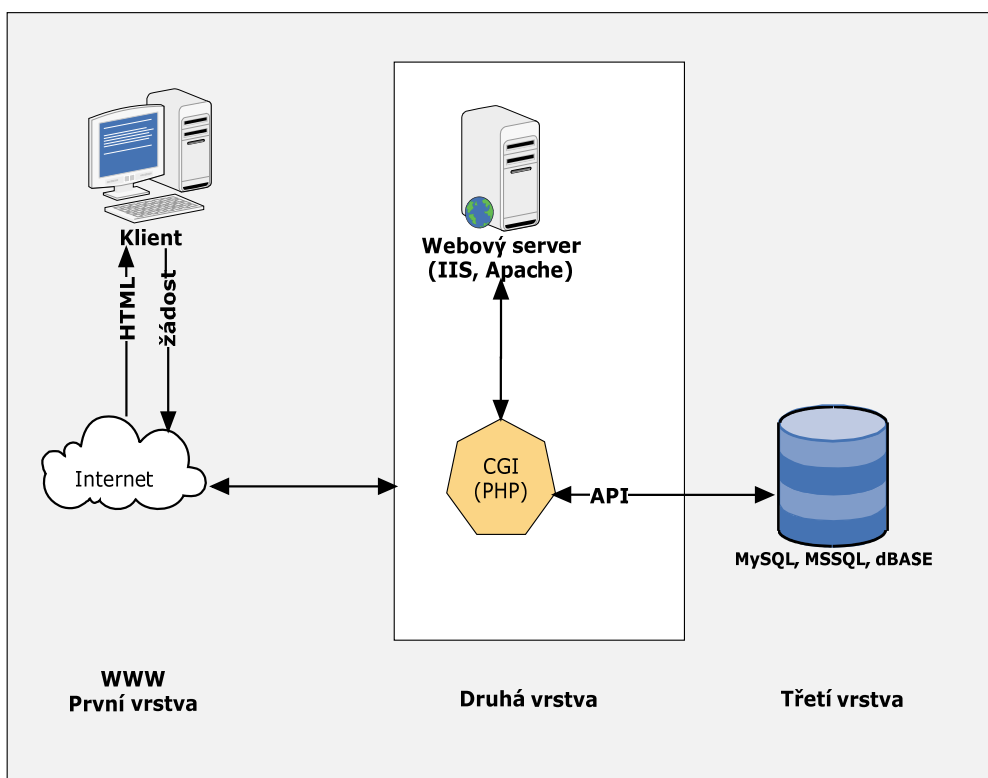 Klient
HTML
žádost
Internet
Webový server
(IIS, Apache)
CGI
(PHP)
API
MySQL, MSSQL, dBASE
WWW
První vrstva
Druhá vrstva
Třetí vrstva